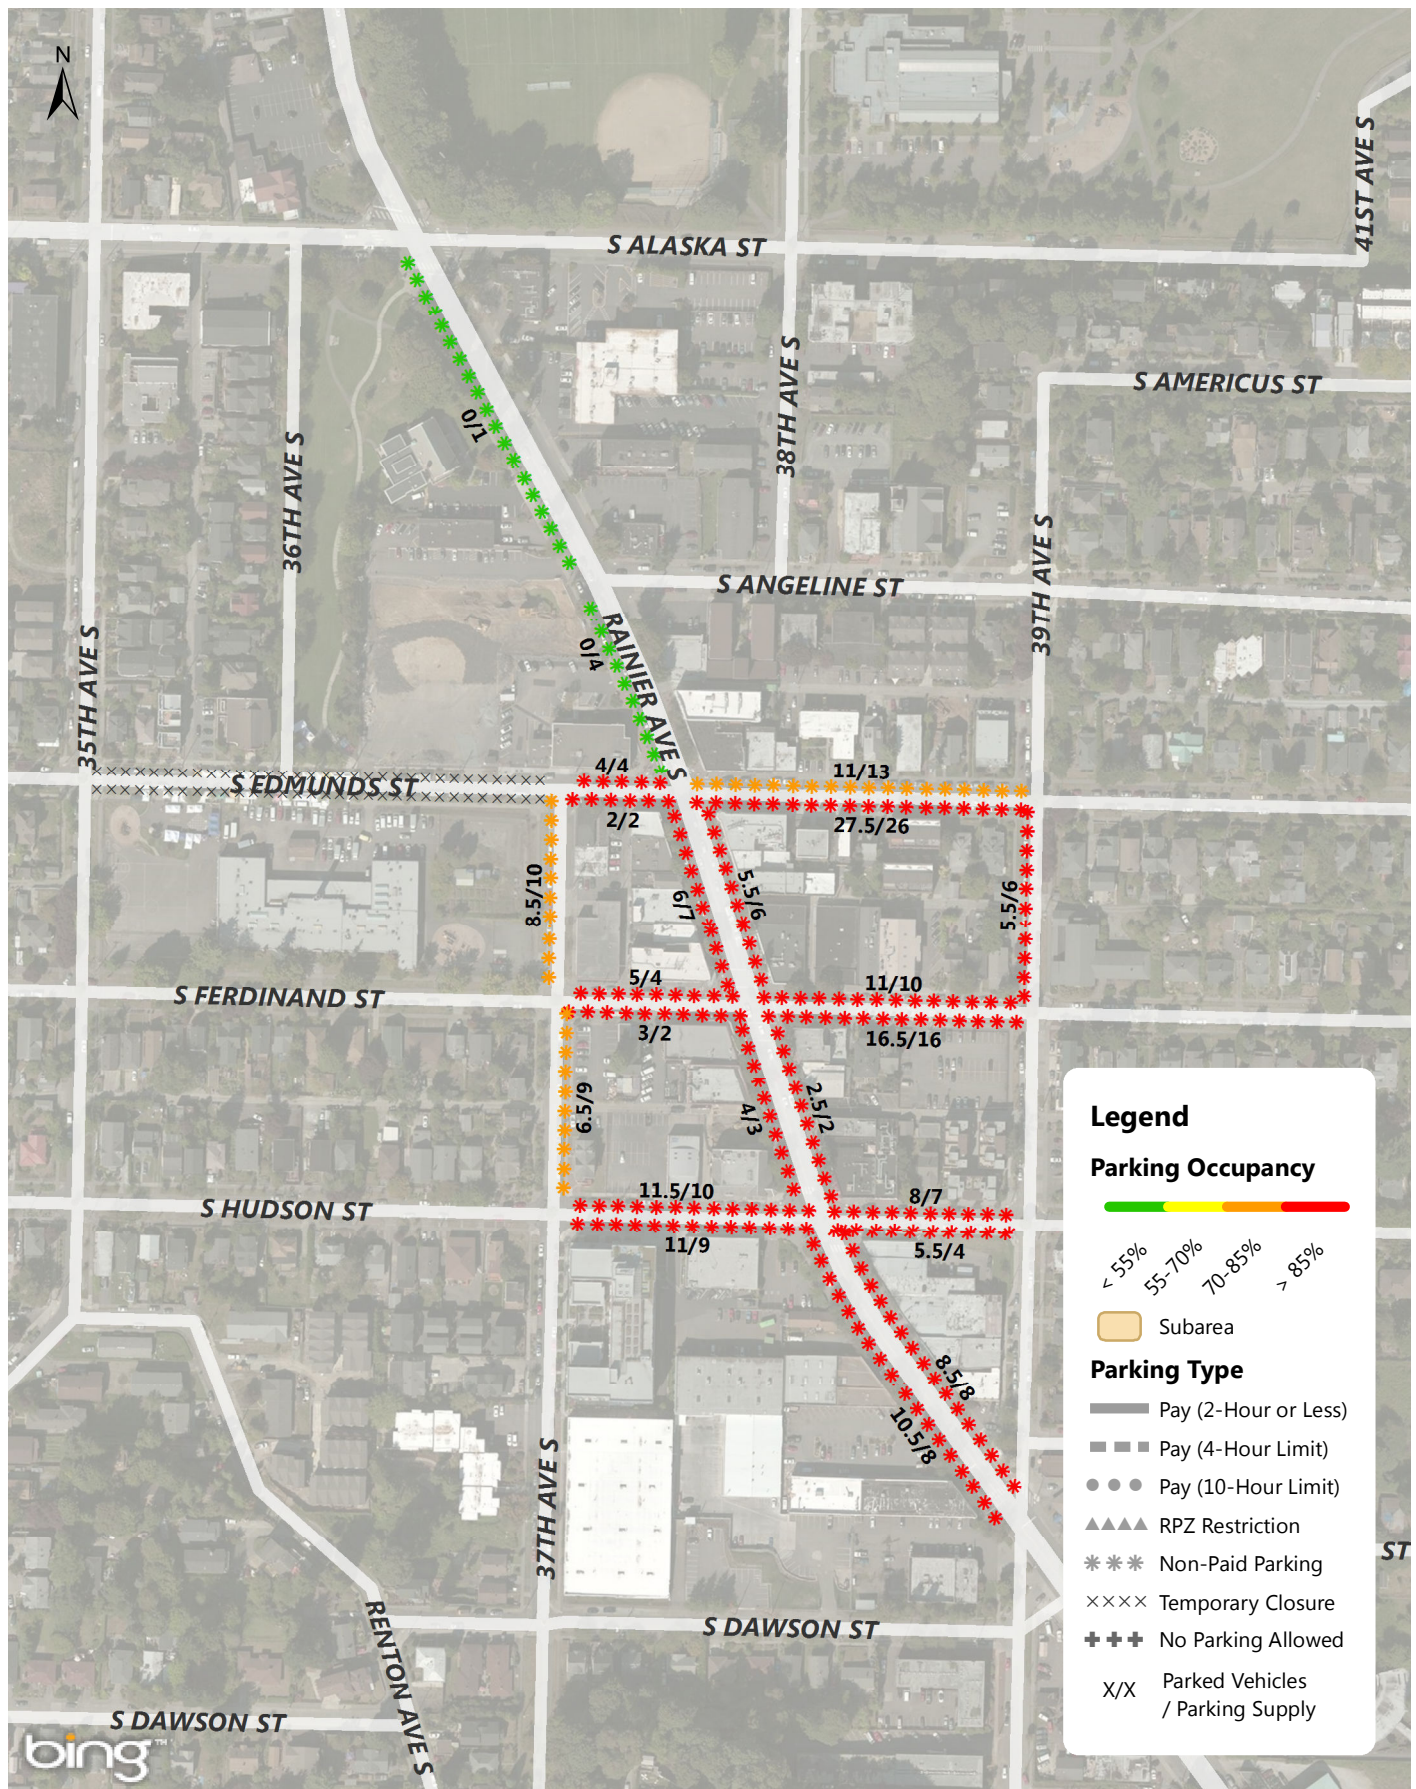 N
S ALASKA ST
41ST AVE S
38TH AVE S
S AMERICUS ST
0/1
36TH AVE S
39TH AVE S
S ANGELINE ST
35TH AVE S
0/4
RAINIER AVE S
S EDMUNDS ST
4/4
11/13
2/2
27.5/26
8.5/10
6/7
5.5/6
5.5/6
S FERDINAND ST
5/4
11/10
3/2
16.5/16
6.5/9
4/3
2.5/2
S HUDSON ST
11.5/10
8/7
11/9
5.5/4
8.5/8
10.5/8
37TH AVE S
RENTON AVE S
S DAWSON ST
S DAWSON ST
ST
bing™
Legend
Parking Occupancy
< 55%
55-70%
70-85%
> 85%
Subarea
Parking Type
Pay (2-Hour or Less)
Pay (4-Hour Limit)
Pay (10-Hour Limit)
RPZ Restriction
Non-Paid Parking
Temporary Closure
No Parking Allowed
X/X Parked Vehicles
/ Parking Supply